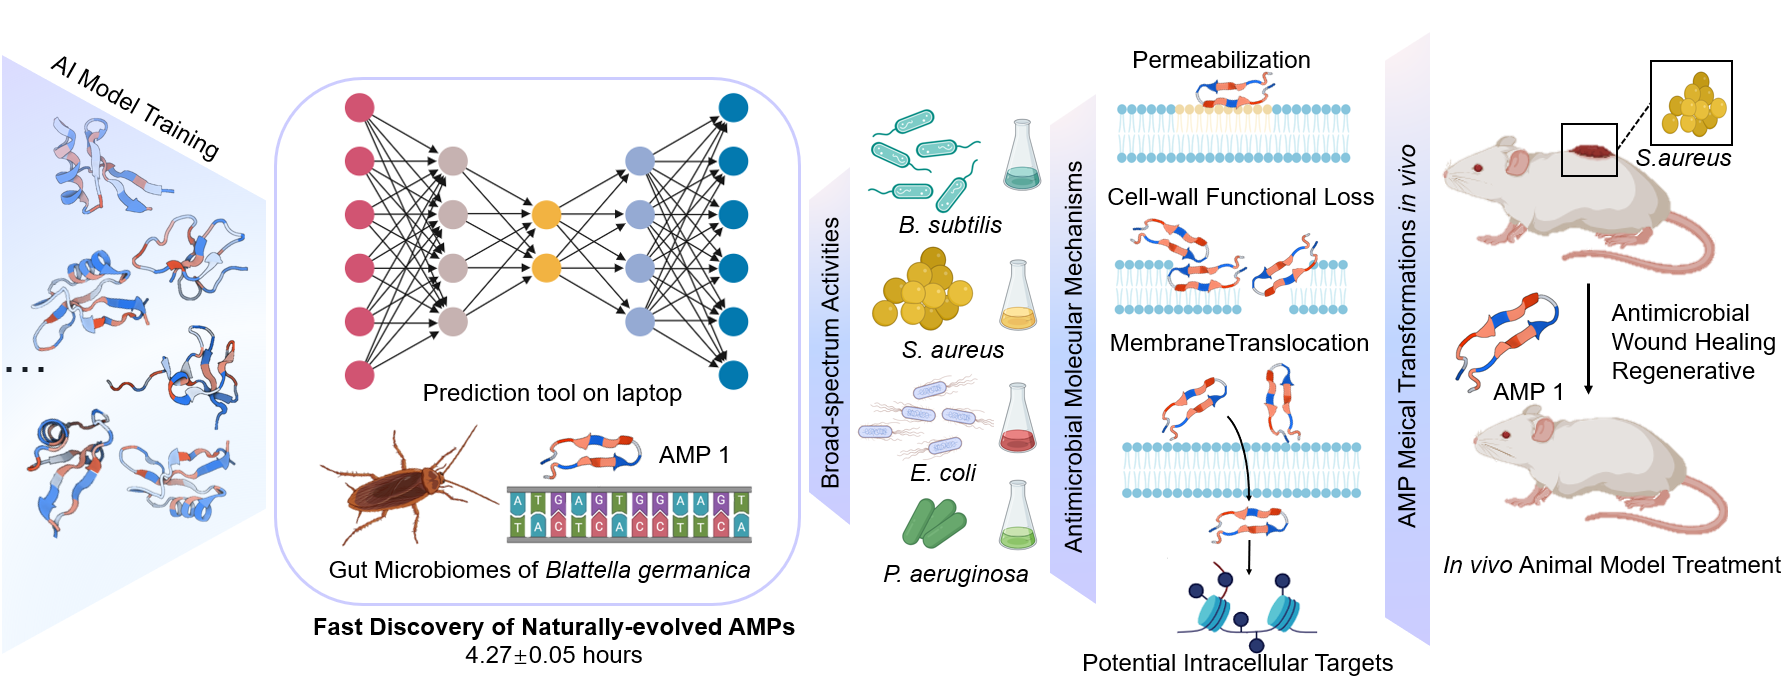 AI Model Training
...
Prediction tool on laptop
AMP 1
A T G A G T G G A A G T
T A C T C A C C T T C A
Gut Microbiomes of Blattella germanica
Fast Discovery of Naturally-evolved AMPs
4.27±0.05 hours
Broad-spectrum Activities
B. subtilis
S. aureus
E. coli
P. aeruginosa
Antimicrobial Molecular Mechanisms
Permeabilization
Cell-wall Functional Loss
MembraneTranslocation
Potential Intracellular Targets
AMP Meical Transformations in vivo
S.aureus
Antimicrobial
Wound Healing
Regenerative
AMP 1
In vivo Animal Model Treatment